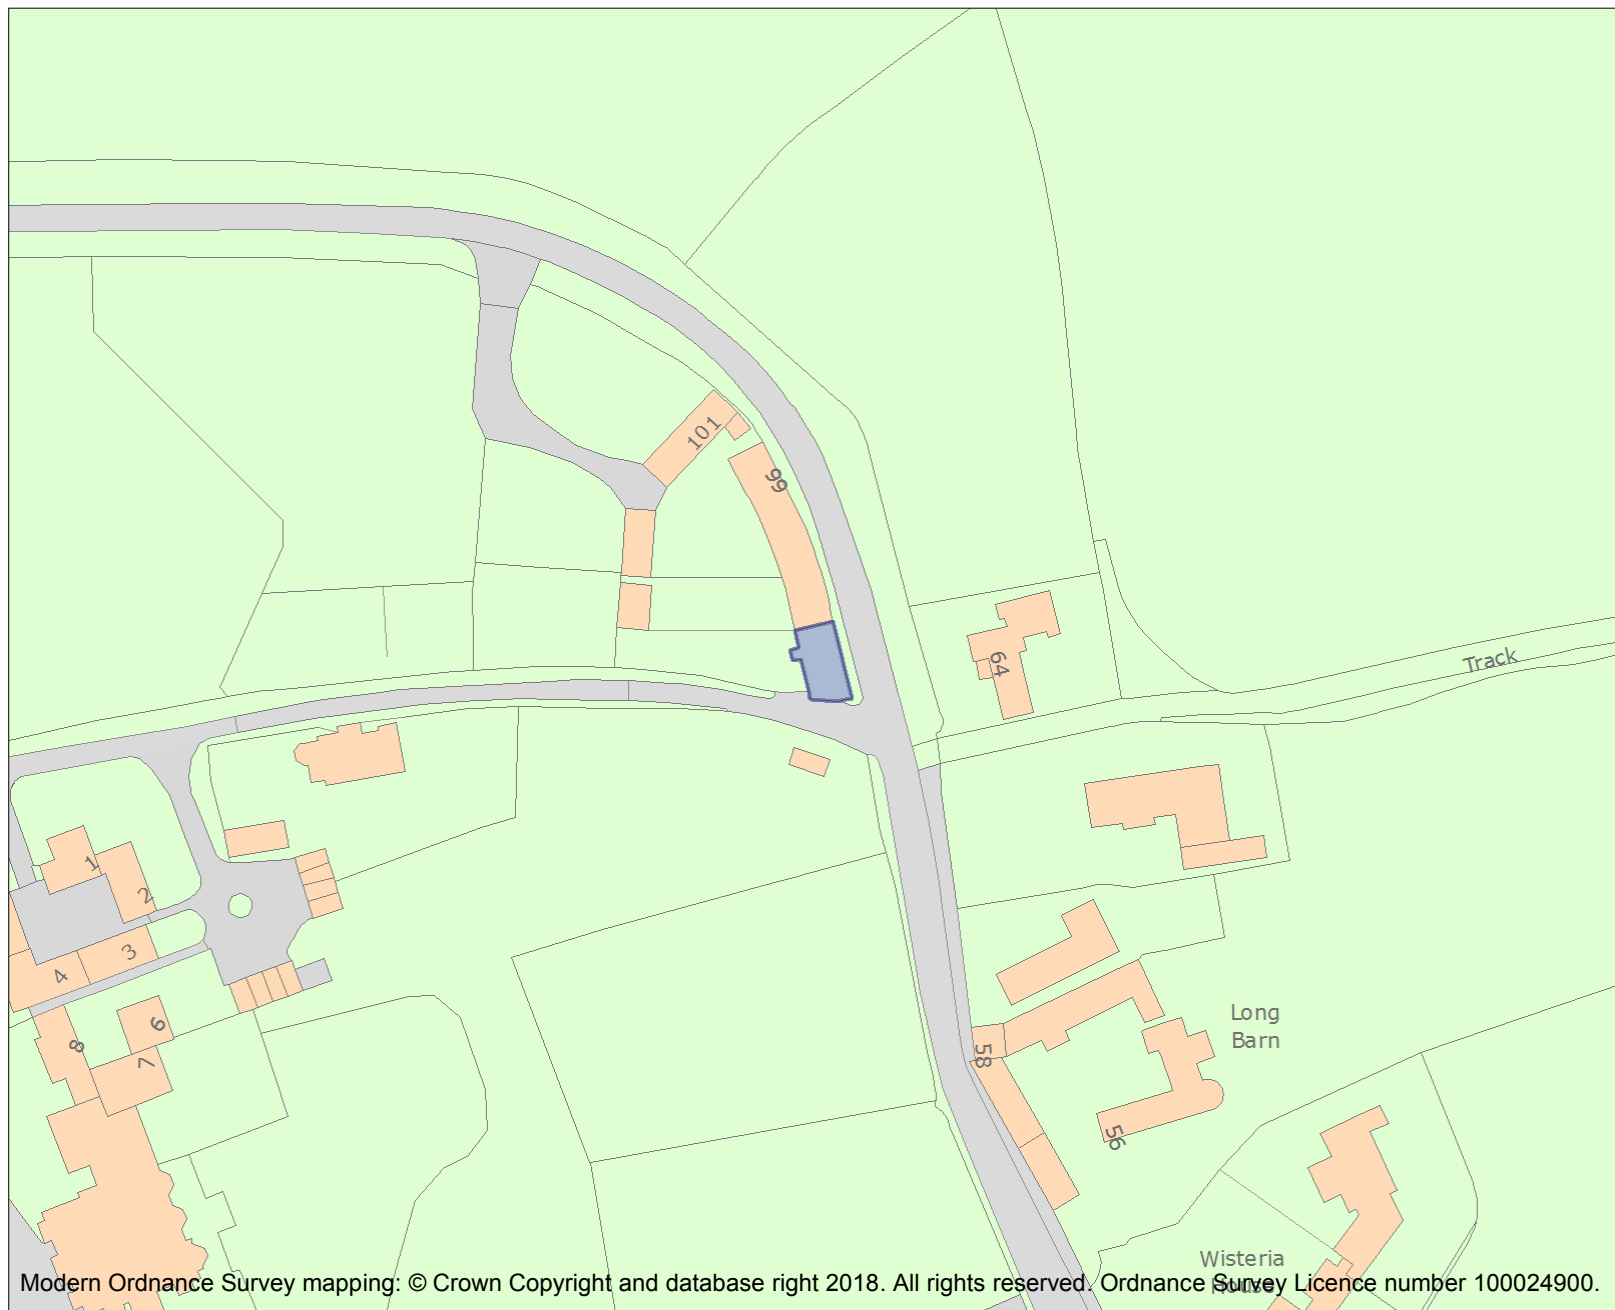 101
99
64
Track
1
2
3
4
6
8
7
Long
Barn
58
56
Wisteria
House
Modern Ordnance Survey mapping: © Crown Copyright and database right 2018. All rights reserved. Ordnance Survey Licence number 100024900.